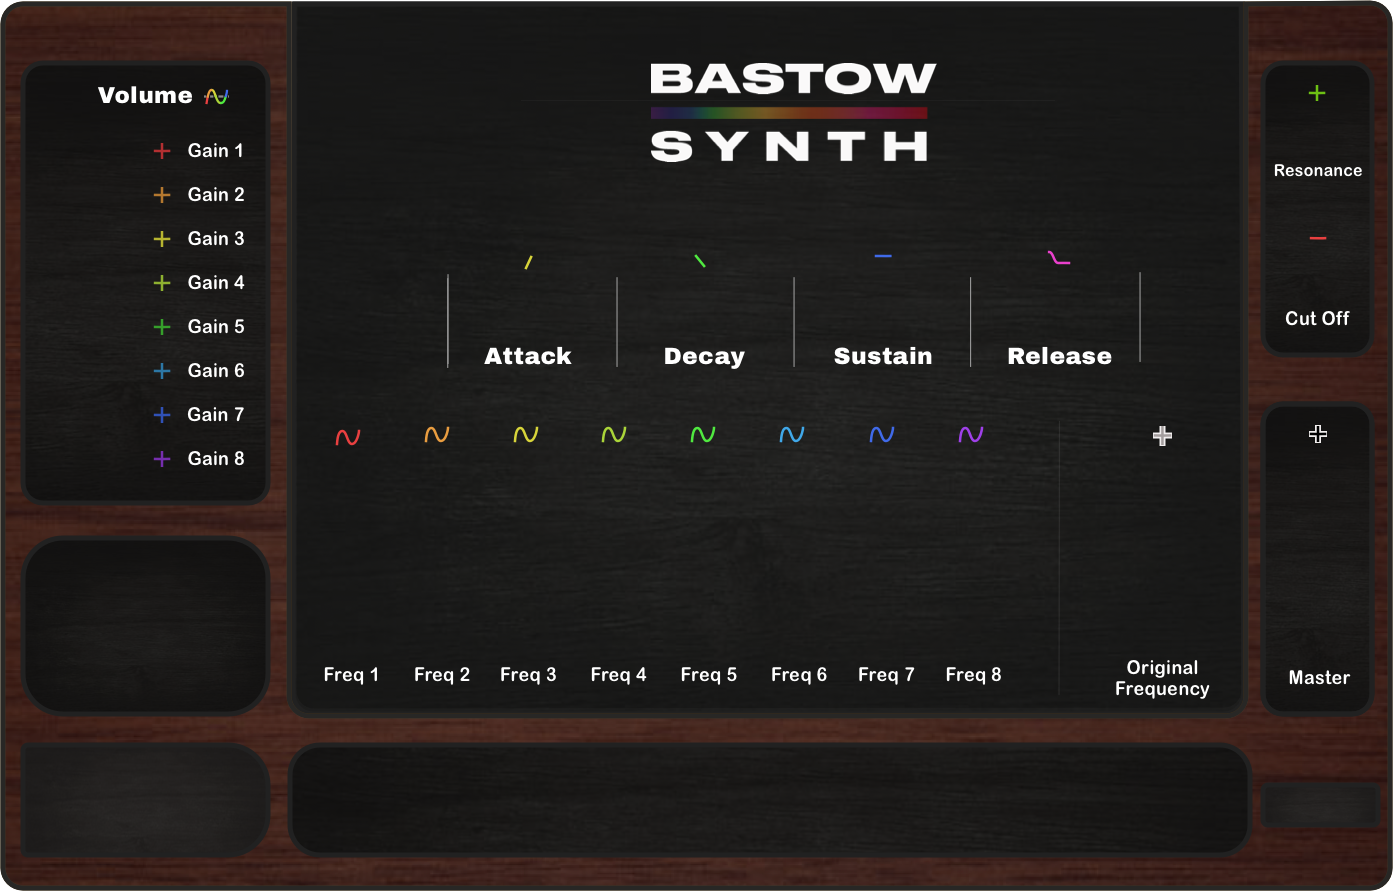 Volume
Gain 1
Gain 2
Gain 3
Gain 4
Gain 5
Gain 6
Gain 7
Gain 8
BASTOW
SYNTH
Attack
Decay
Sustain
Release
Freq 1
Freq 2
Freq 3
Freq 4
Freq 5
Freq 6
Freq 7
Freq 8
Original
Frequency
Resonance
Cut Off
Master